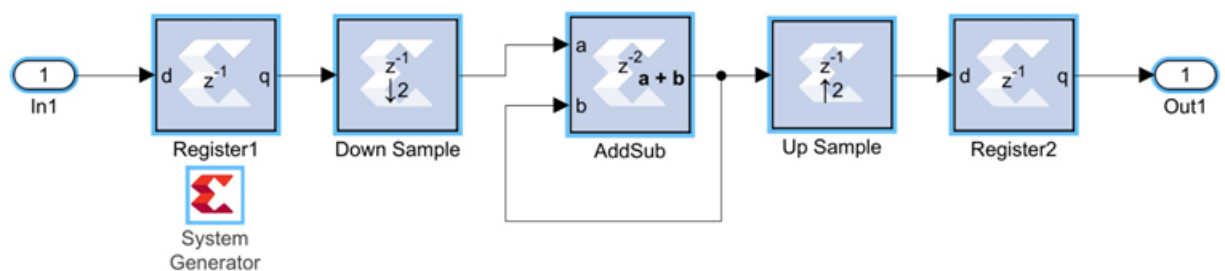 1
In1
d
z⁻¹
q
Register1
z⁻¹
↓2
Down Sample
a
b
z⁻²
a + b
AddSub
z⁻¹
↑2
Up Sample
d
z⁻¹
q
Register2
1
Out1
System
Generator